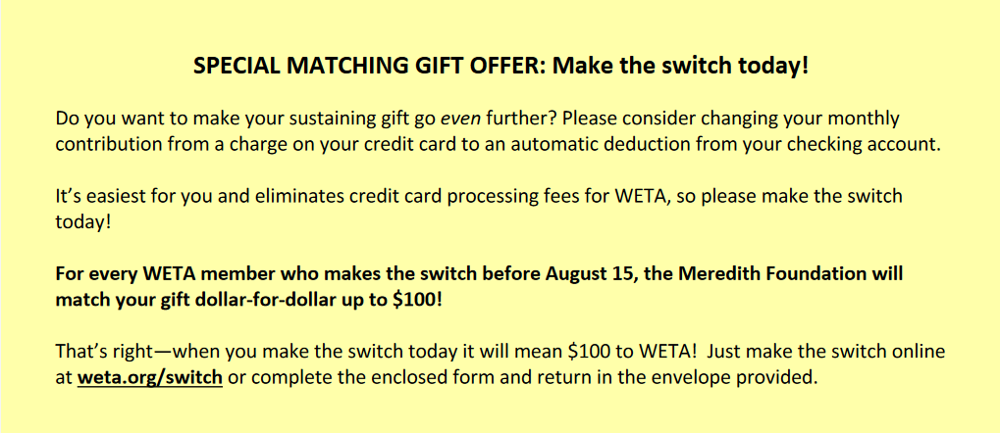 SPECIAL MATCHING GIFT OFFER: Make the switch today!
Do you want to make your sustaining gift go even further? Please consider changing your monthly
contribution from a charge on your credit card to an automatic deduction from your checking account.
It’s easiest for you and eliminates credit card processing fees for WETA, so please make the switch
today!
For every WETA member who makes the switch before August 15, the Meredith Foundation will
match your gift dollar-for-dollar up to $100!
That’s right—when you make the switch today it will mean $100 to WETA!  Just make the switch online
at weta.org/switch or complete the enclosed form and return in the envelope provided.